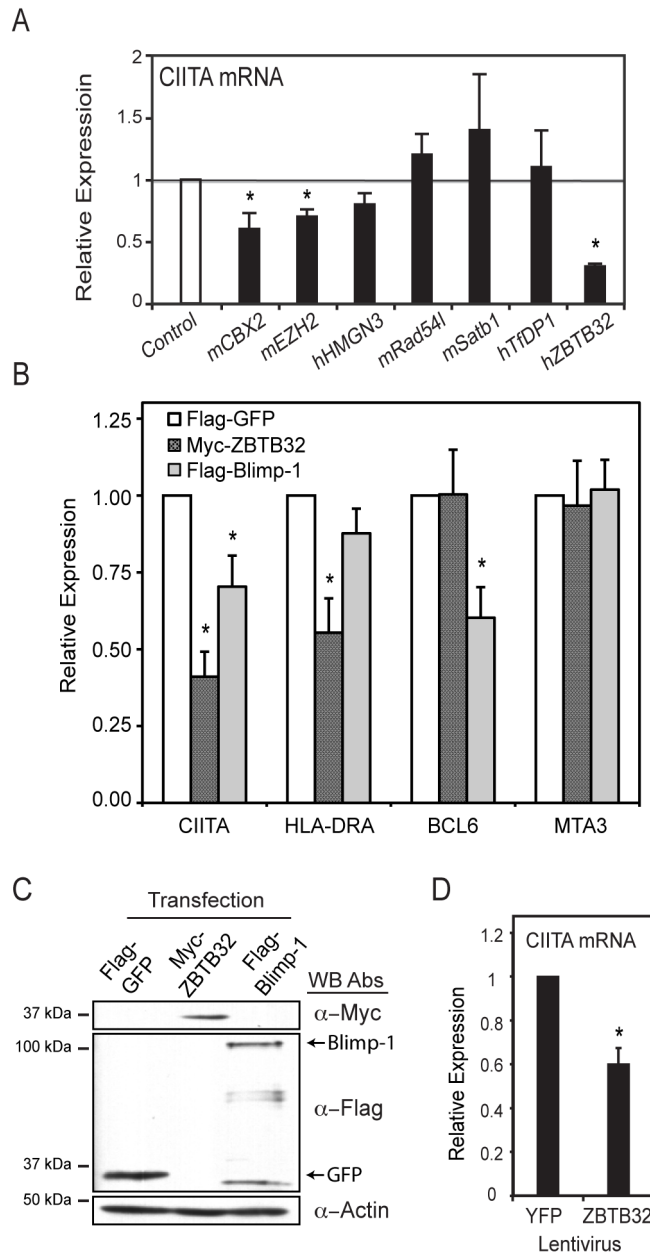 A
CIITA mRNA
Relative Expressioin
2
1.5
1
0.5
0
*
*
*
Control
mCBX2
mEZH2
hHMGN3
mRad54l
mSatb1
hTfDP1
hZBTB32
B
Flag-GFP
Myc-ZBTB32
Flag-Blimp-1
Relative Expression
1.25
1.00
0.75
0.50
0.25
0.00
*
*
*
*
CIITA
HLA-DRA
BCL6
MTA3
C
Transfection
Flag-
GFP
Myc-
ZBTB32
Flag-
Blimp-1
WB Abs
37 kDa
α–Myc
100 kDa
Blimp-1
α–Flag
37 kDa
GFP
50 kDa
α–Actin
D
CIITA mRNA
Relative Expression
1.2
1
0.8
0.6
0.4
0.2
0
*
YFP
ZBTB32
Lentivirus